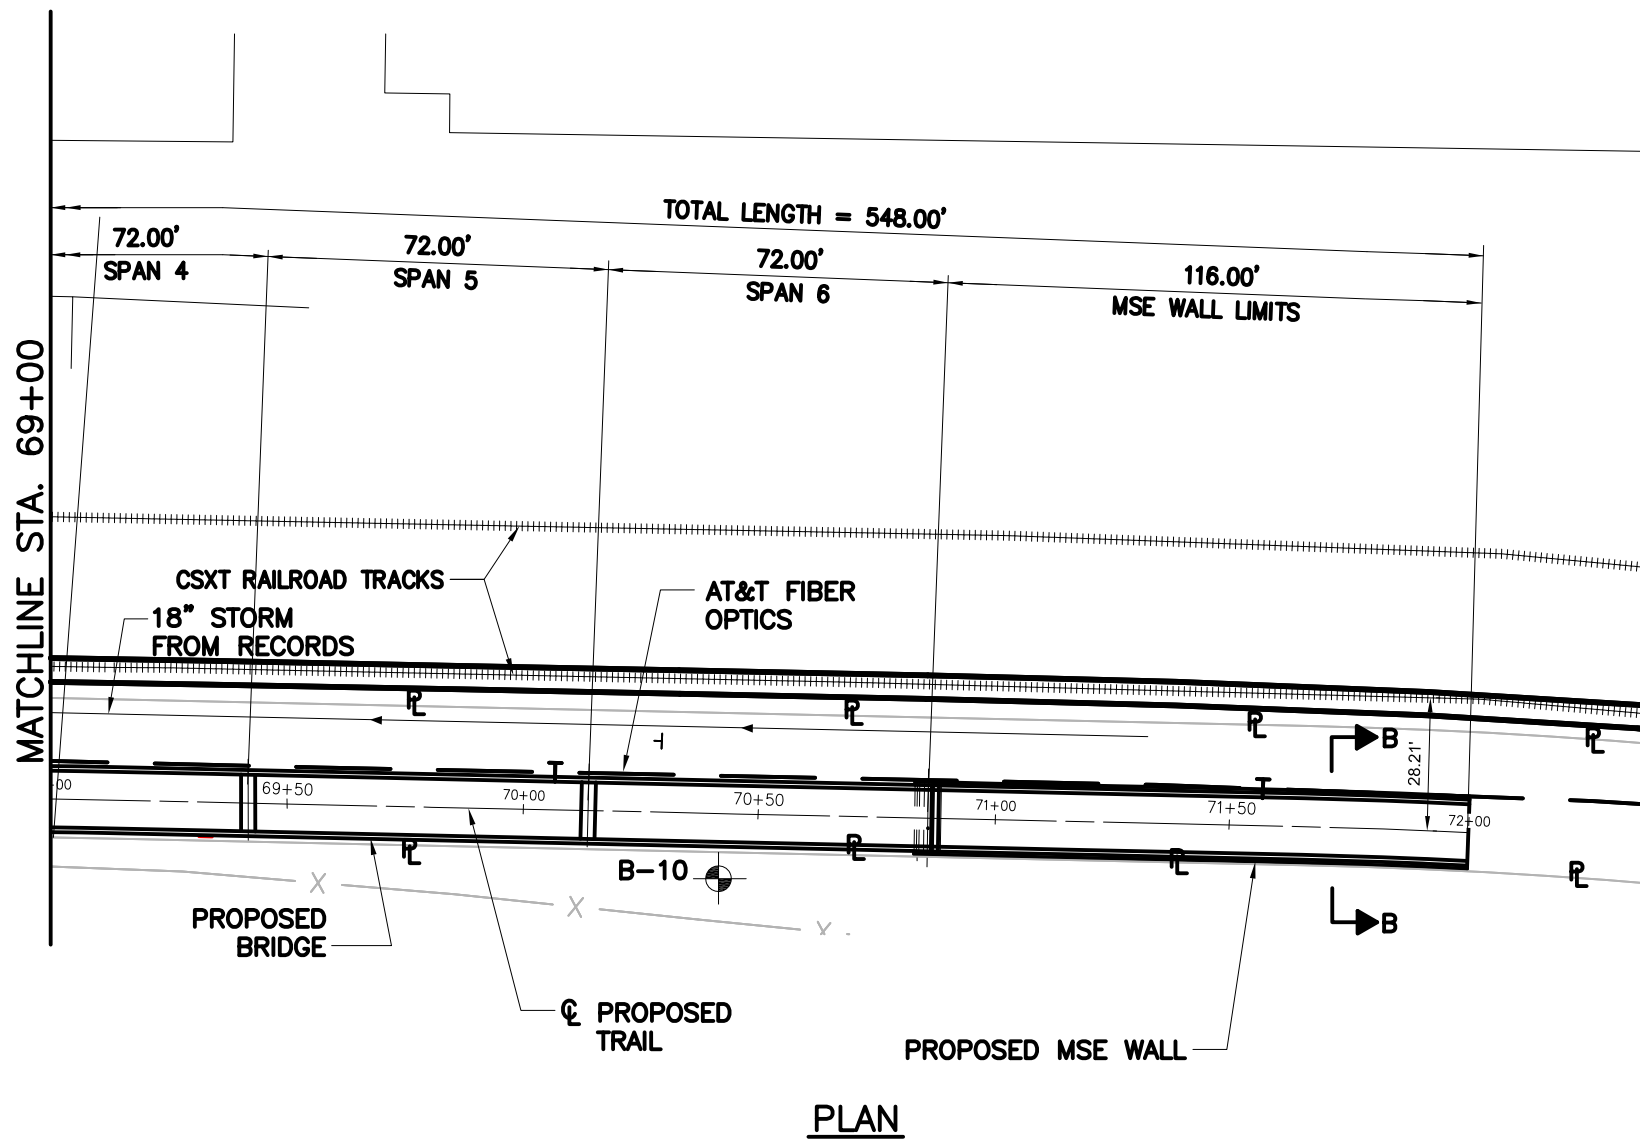 TOTAL LENGTH = 548.00'
72.00'
SPAN 4
72.00'
SPAN 5
72.00'
SPAN 6
116.00'
MSE WALL LIMITS
MATCHLINE STA. 69+00
CSXT RAILROAD TRACKS
18" STORM
FROM RECORDS
AT&T FIBER
OPTICS
PL
PL
PL
PL
B
28.21'
T
T
T
+00
69+50
70+00
70+50
71+00
71+50
72+00
PL
PL
PL
PL
B-10
X
X
X
B
PROPOSED
BRIDGE
CL PROPOSED
TRAIL
PROPOSED MSE WALL
PLAN